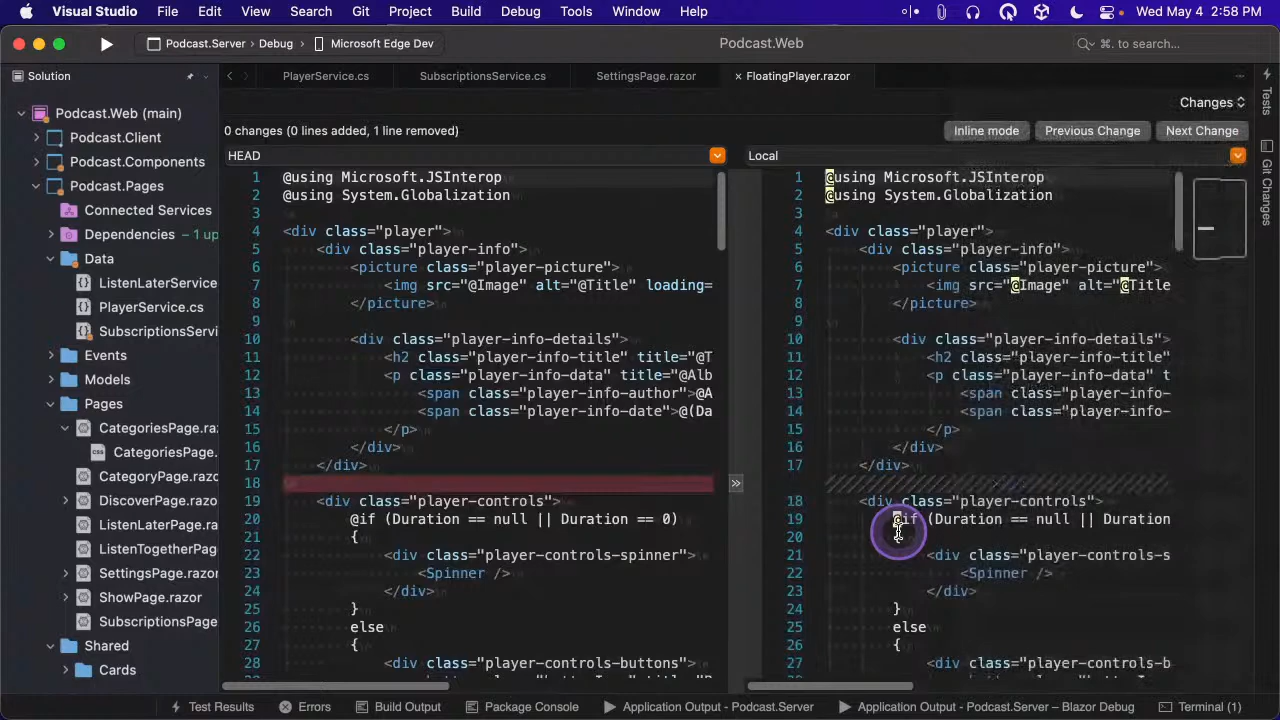 Visual Studio File Edit View Search Git Project Build Debug Tools Window Help Wed May 4 2:58 PM
Podcast.Server > Debug > Microsoft Edge Dev Podcast.Web ⌘. to search...
Solution
PlayerService.cs SubscriptionsService.cs SettingsPage.razor × FloatingPlayer.razor
Changes
0 changes (0 lines added, 1 line removed) Inline mode Previous Change Next Change
Podcast.Web (main)
Podcast.Client
Podcast.Components
Podcast.Pages
Connected Services
Dependencies – 1 up
Data
ListenLaterService
PlayerService.cs
SubscriptionsServi
Events
Models
Pages
CategoriesPage.raz
CategoriesPage.
CategoryPage.razo
DiscoverPage.razo
ListenLaterPage.ra
ListenTogetherPag
SettingsPage.razo
ShowPage.razor
SubscriptionsPage
Shared
Cards
HEAD
1 @using Microsoft.JSInterop
2 @using System.Globalization
3
4 <div class="player">
5 <div class="player-info">
6 <picture class="player-picture">
7 <img src="@Image" alt="@Title" loading=
8 </picture>
9
10 <div class="player-info-details">
11 <h2 class="player-info-title" title="@T
12 <p class="player-info-data" title="@Alb
13 <span class="player-info-author">@A
14 <span class="player-info-date">@(Da
15 </p>
16 </div>
17 </div>
18
19 <div class="player-controls">
20 @if (Duration == null || Duration == 0)
21 {
22 <div class="player-controls-spinner">
23 <Spinner />
24 </div>
25 }
26 else
27 {
28 <div class="player-controls-buttons">
Local
1 @using Microsoft.JSInterop
2 @using System.Globalization
3
4 <div class="player">
5 <div class="player-info">
6 <picture class="player-picture">
7 <img src="@Image" alt="@Title
8 </picture>
9
10 <div class="player-info-details">
11 <h2 class="player-info-title"
12 <p class="player-info-data" t
13 <span class="player-info-
14 <span class="player-info-
15 </p>
16 </div>
17 </div>
18 <div class="player-controls">
19 @if (Duration == null || Duration
20
21 <div class="player-controls-s
22 <Spinner />
23 </div>
24 }
25 else
26 {
27 <div class="player-controls-b
Tests
Git Changes
Test Results Errors Build Output Package Console Application Output - Podcast.Server Application Output - Podcast.Server – Blazor Debug Terminal (1)